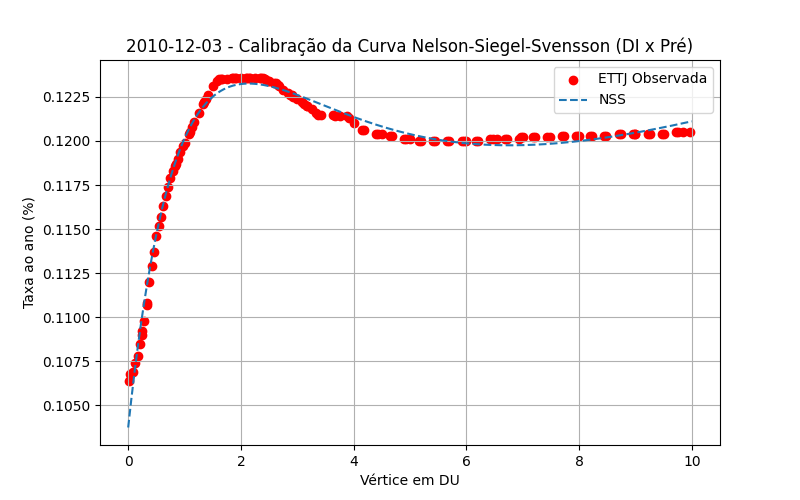 2010-12-03 - Calibração da Curva Nelson-Siegel-Svensson (DI x Pré)
ETTJ Observada
NSS
Taxa ao ano (%)
0.1225
0.1200
0.1175
0.1150
0.1125
0.1100
0.1075
0.1050
0 2 4 6 8 10
Vértice em DU